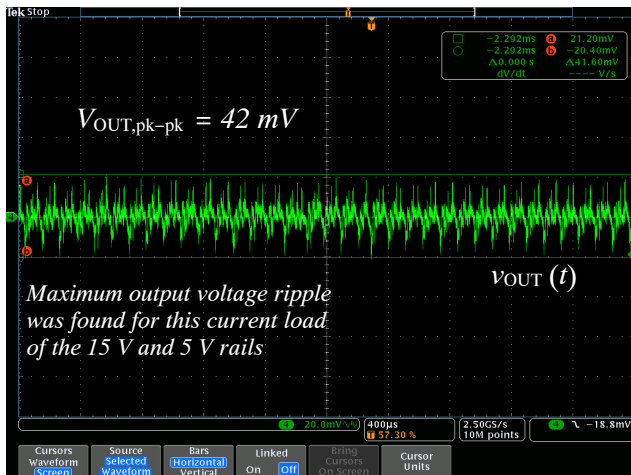 Tek Stop
T
T
-2.292ms a 21.20mV
-2.292ms b -20.40mV
Δ0.000 s Δ41.60mV
dV/dt ---- V/s
V_OUT,pk-pk = 42 mV
a
4
b
v_OUT (t)
Maximum output voltage ripple
was found for this current load
of the 15 V and 5 V rails
4 20.0mV∿∿ 400µs 2.50GS/s 4 ⎍ -18.8mV
T 57.30 % 10M points
Cursors Source Bars Linked Bring Cursor
Waveform Selected Horizontal Cursors Units
Screen Waveform Vertical On Off On Screen